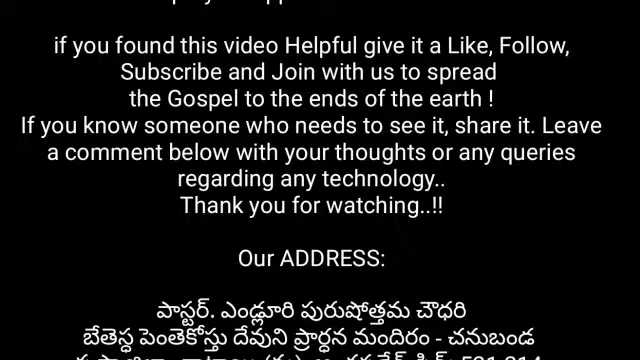 if you found this video Helpful give it a Like, Follow,
Subscribe and Join with us to spread
the Gospel to the ends of the earth !
If you know someone who needs to see it, share it. Leave
a comment below with your thoughts or any queries
regarding any technology..
Thank you for watching..!!
Our ADDRESS:
పాస్టర్. ఎండ్లూరి పురుషోత్తమ చౌధరి
బేతెస్థ పెంతెకోస్తు దేవుని ప్రార్ధన మందిరం - చనుబండ